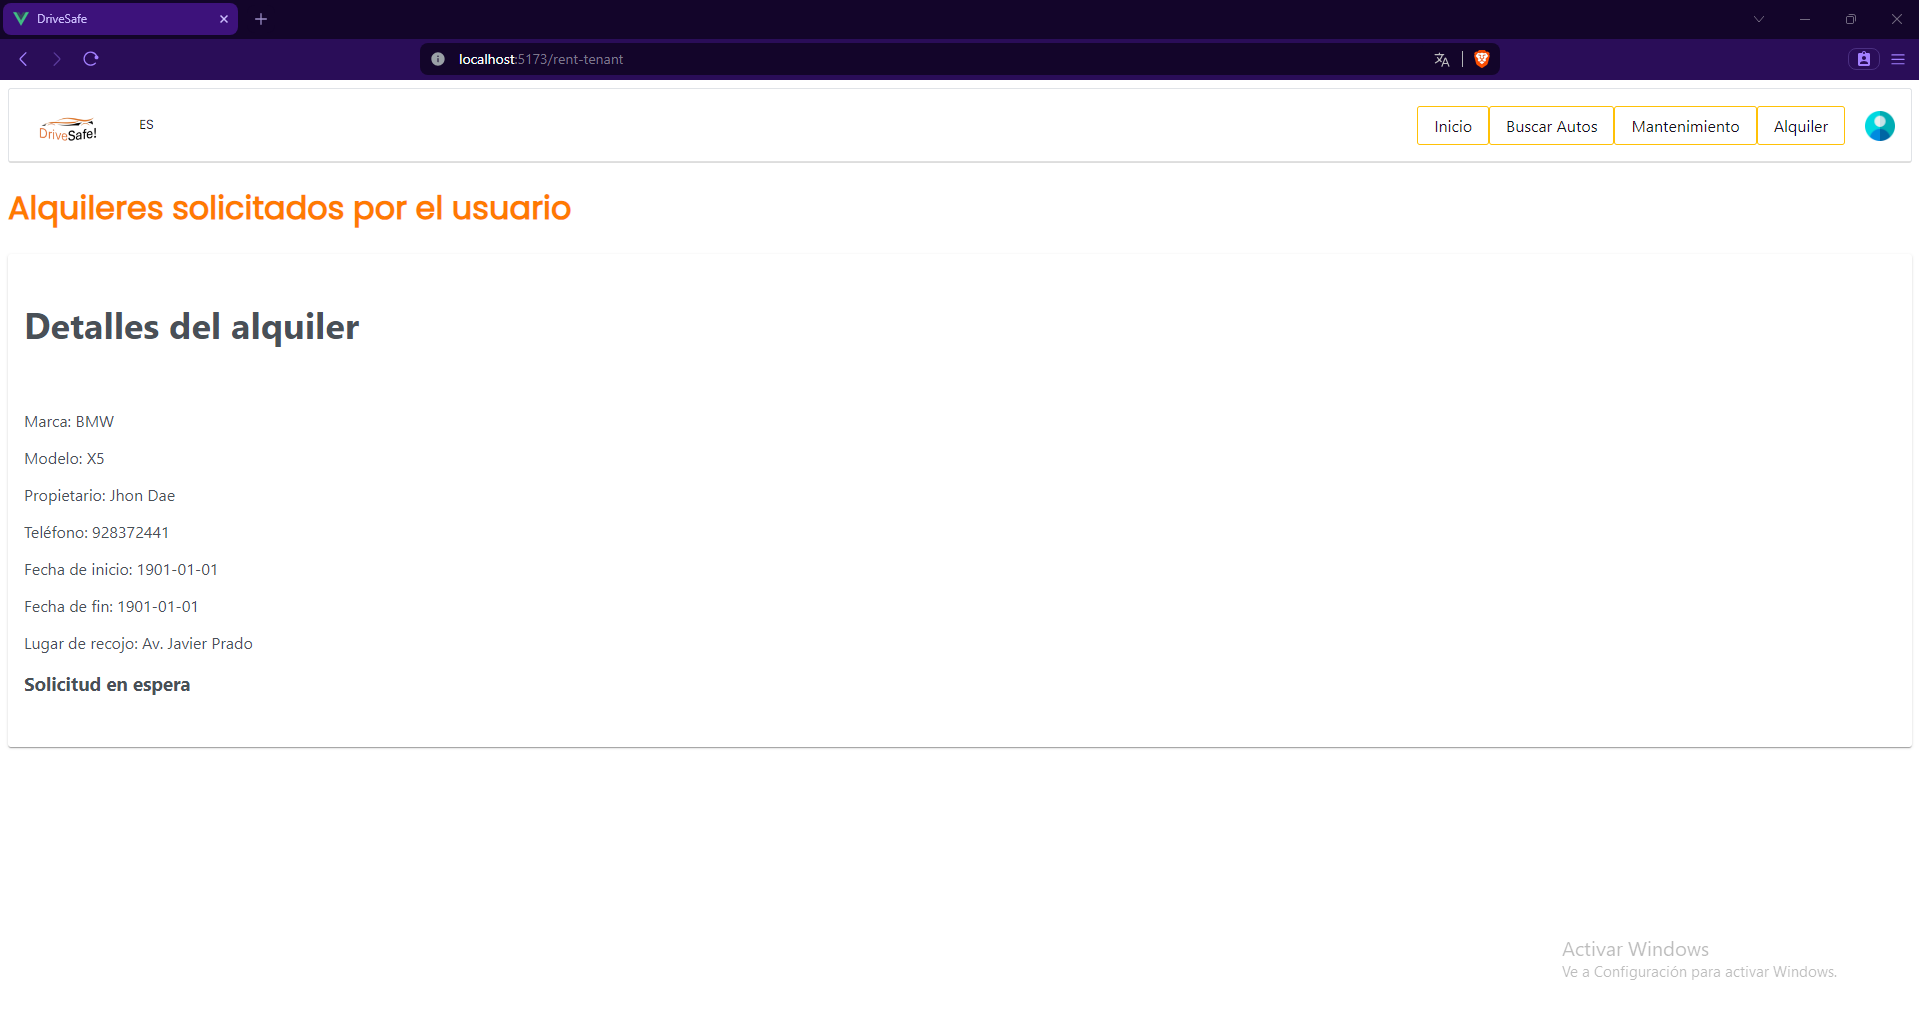 DriveSafe
localhost:5173/rent-tenant
DriveSafe!
ES
Inicio
Buscar Autos
Mantenimiento
Alquiler
Alquileres solicitados por el usuario
Detalles del alquiler
Marca: BMW
Modelo: X5
Propietario: Jhon Dae
Teléfono: 928372441
Fecha de inicio: 1901-01-01
Fecha de fin: 1901-01-01
Lugar de recojo: Av. Javier Prado
Solicitud en espera
Activar Windows
Ve a Configuración para activar Windows.